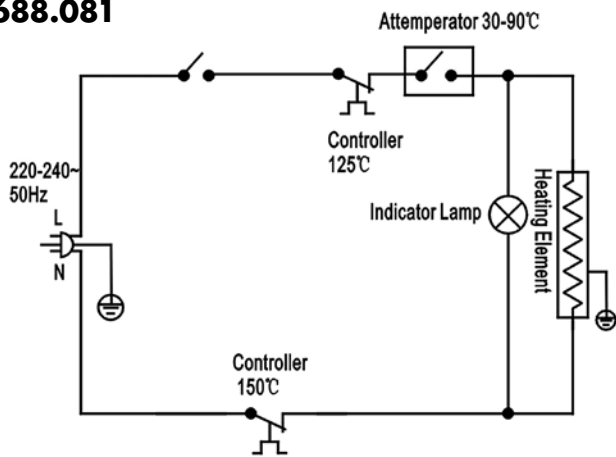 688.081
Attemperator 30-90℃
Controller
125℃
220-240~
50Hz
L
N
Indicator Lamp
Heating Element
Controller
150℃